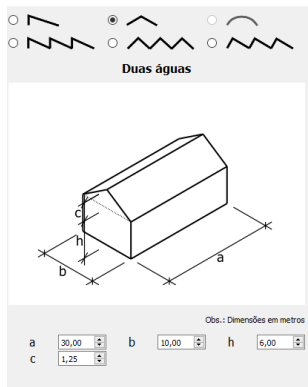 Duas águas
c
h
b
a
Obs.: Dimensões em metros
a 30,00 b 10,00 h 6,00
c 1,25